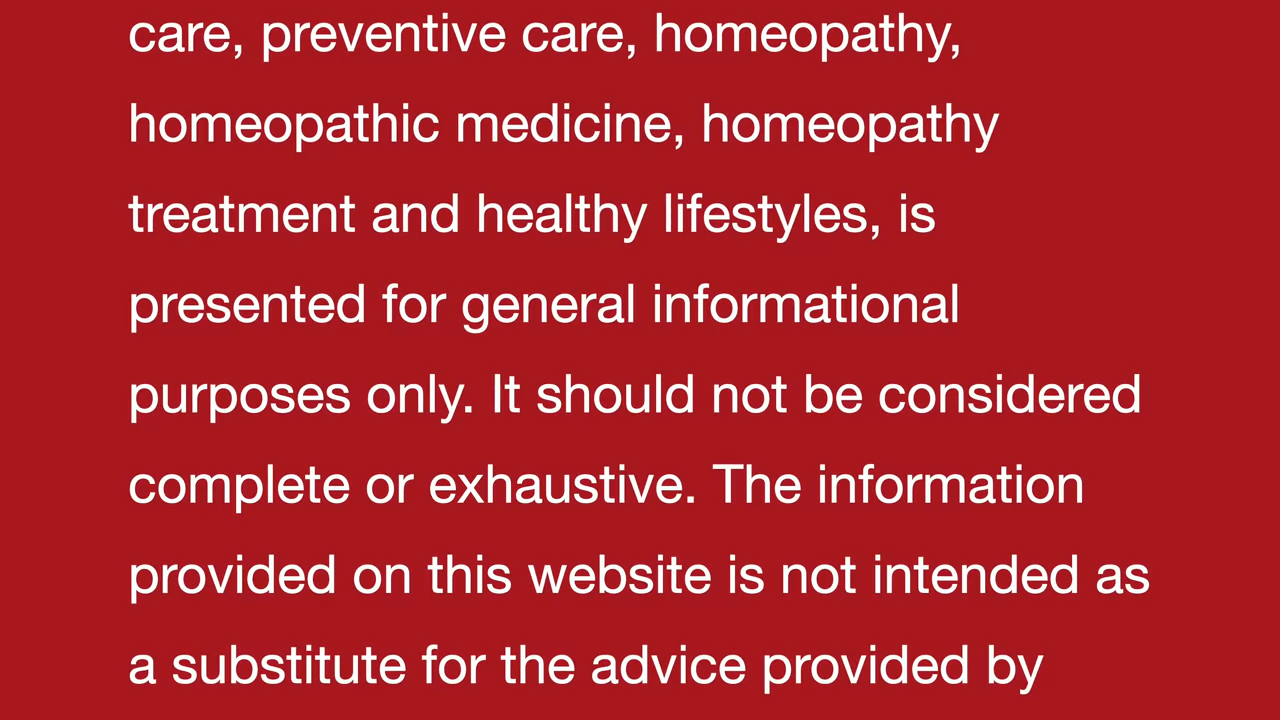 care, preventive care, homeopathy,
homeopathic medicine, homeopathy
treatment and healthy lifestyles, is
presented for general informational
purposes only. It should not be considered
complete or exhaustive. The information
provided on this website is not intended as
a substitute for the advice provided by